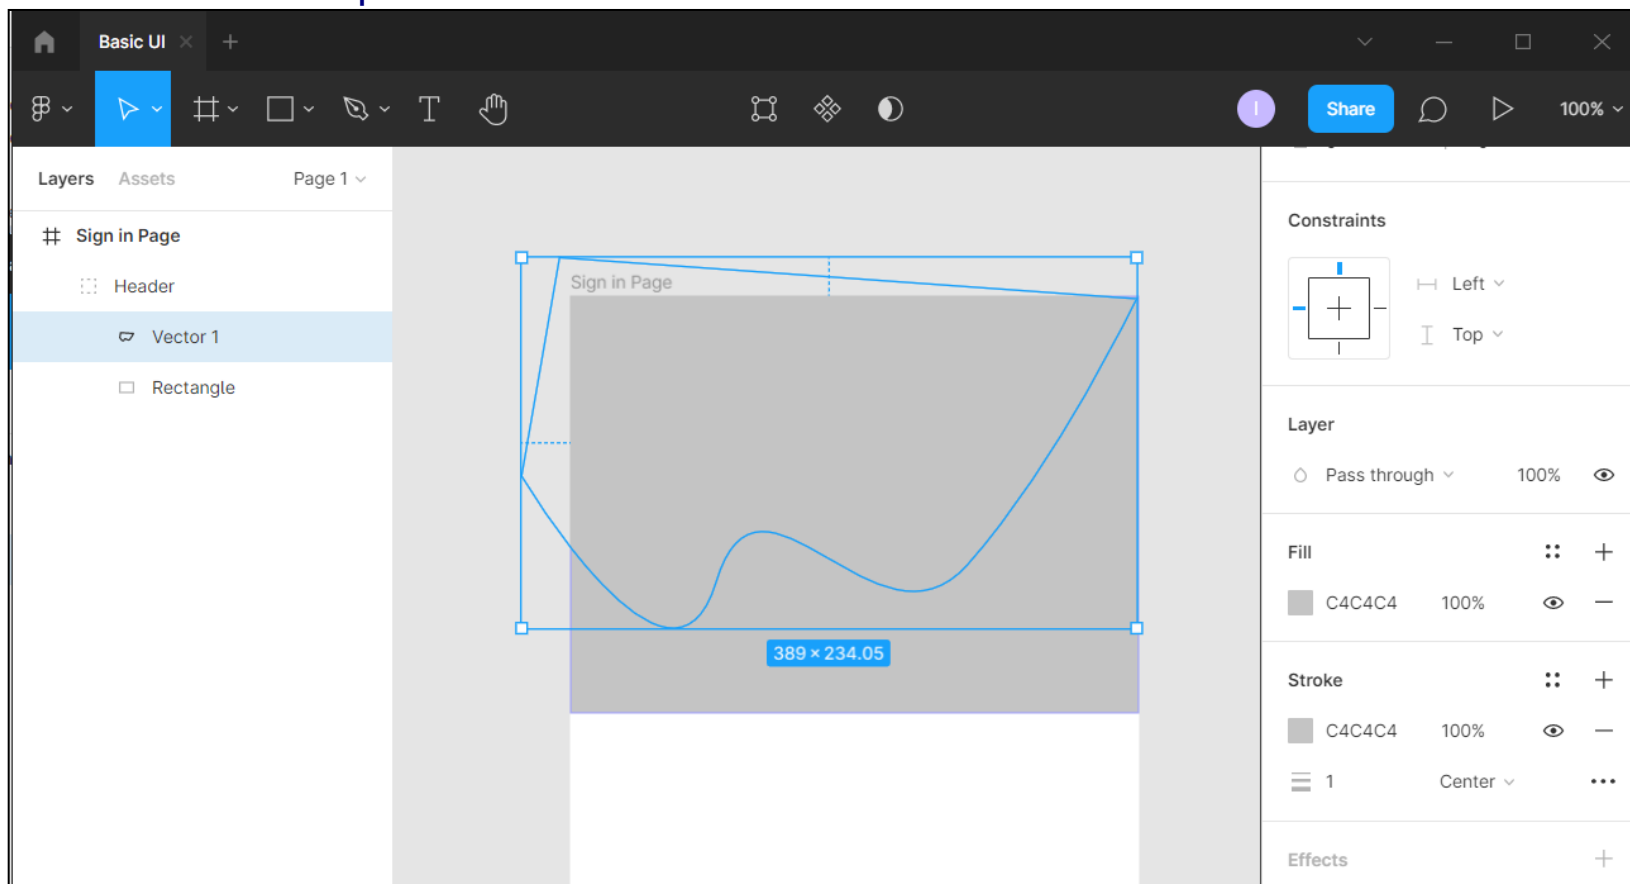 Basic UI
I
Share
100%
Layers Assets Page 1
Sign in Page
Header
Vector 1
Rectangle
Sign in Page
389 × 234.05
Constraints
Left
Top
Layer
Pass through 100%
Fill
C4C4C4 100%
Stroke
C4C4C4 100%
1 Center
Effects